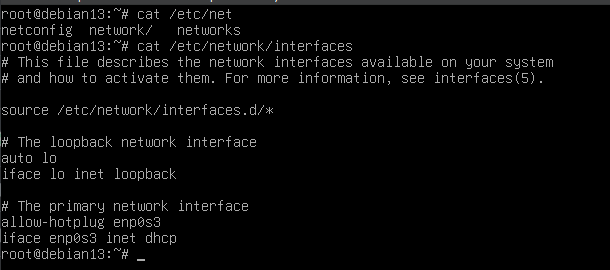 root@debian13:~# cat /etc/net
netconfig  network/   networks
root@debian13:~# cat /etc/network/interfaces
# This file describes the network interfaces available on your system
# and how to activate them. For more information, see interfaces(5).
source /etc/network/interfaces.d/*
# The loopback network interface
auto lo
iface lo inet loopback
# The primary network interface
allow-hotplug enp0s3
iface enp0s3 inet dhcp
root@debian13:~# _